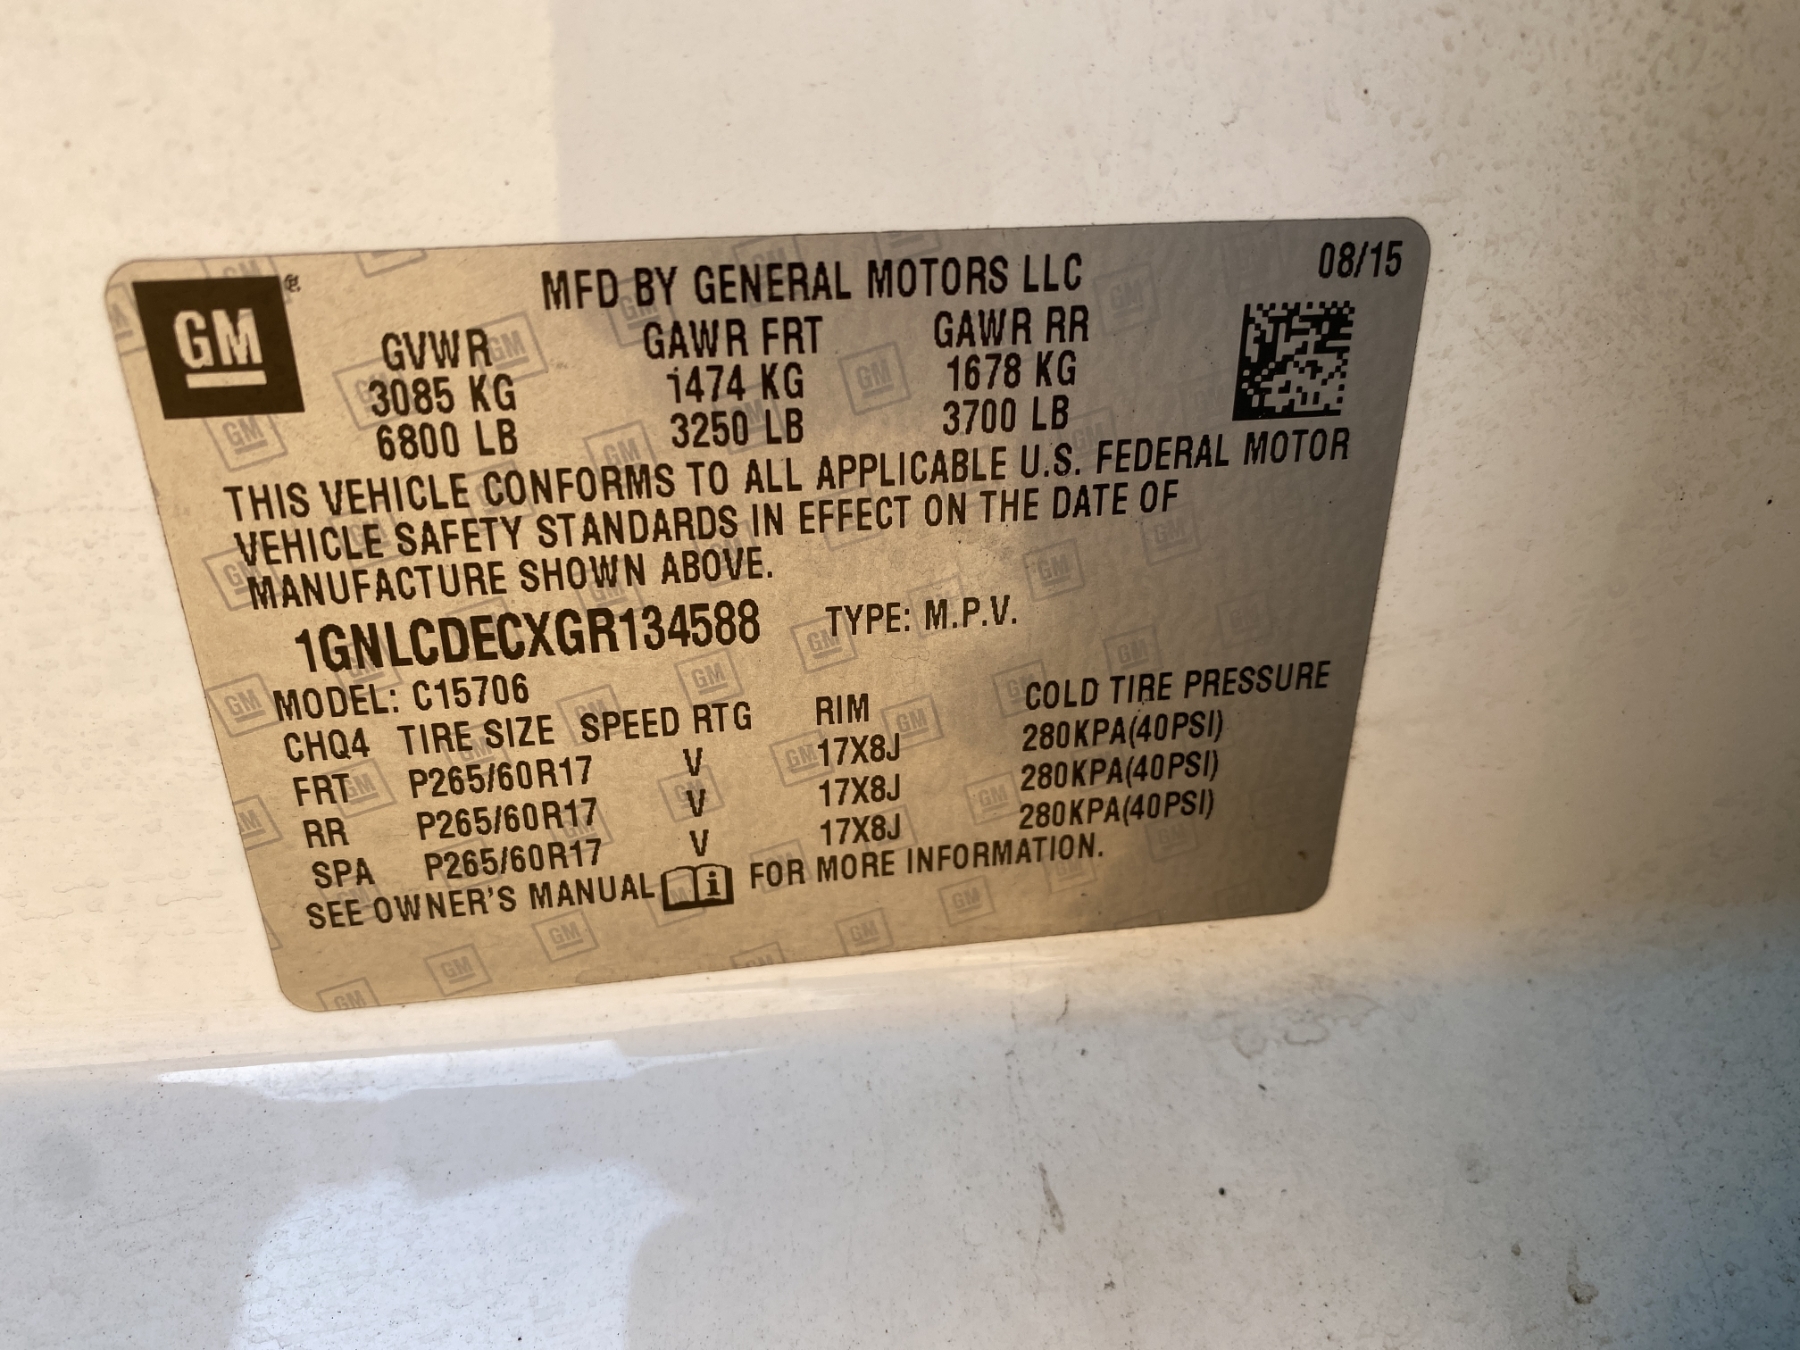 GM
MFD BY GENERAL MOTORS LLC 08/15
GVWR GAWR FRT GAWR RR
3085 KG 1474 KG 1678 KG
6800 LB 3250 LB 3700 LB
THIS VEHICLE CONFORMS TO ALL APPLICABLE U.S. FEDERAL MOTOR
VEHICLE SAFETY STANDARDS IN EFFECT ON THE DATE OF
MANUFACTURE SHOWN ABOVE.
1GNLCDECXGR134588 TYPE: M.P.V.
MODEL: C15706
CHQ4 TIRE SIZE SPEED RTG RIM COLD TIRE PRESSURE
FRT P265/60R17 V 17X8J 280KPA(40PSI)
RR P265/60R17 V 17X8J 280KPA(40PSI)
SPA P265/60R17 V 17X8J 280KPA(40PSI)
SEE OWNER'S MANUAL i FOR MORE INFORMATION.